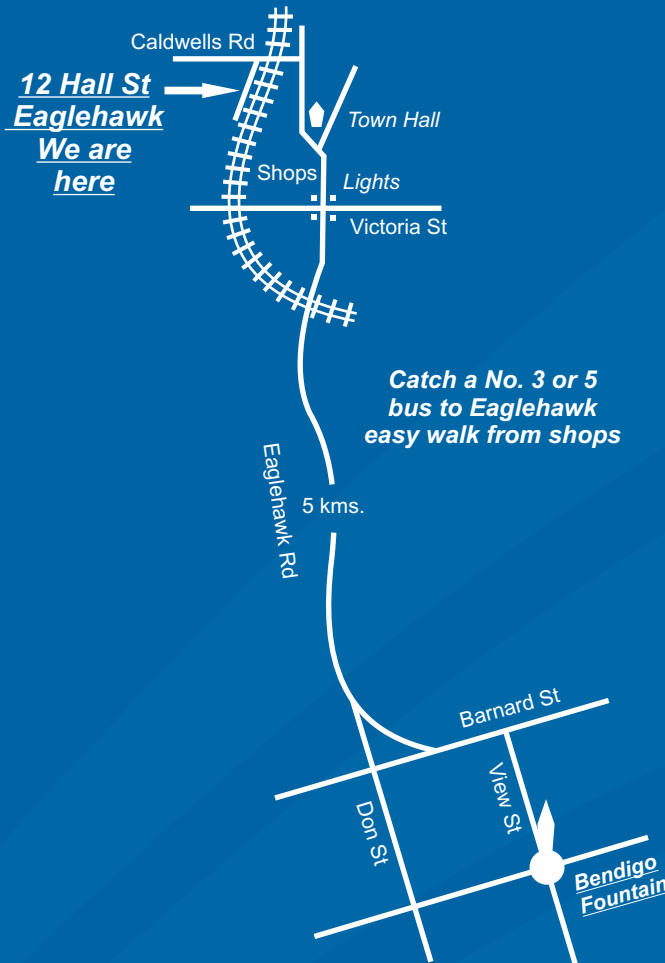 Caldwells Rd
12 Hall St
Eaglehawk
We are
here
Town Hall
Shops
Lights
Victoria St
Catch a No. 3 or 5
bus to Eaglehawk
easy walk from shops
Eaglehawk Rd
5 kms.
Barnard St
View St
Don St
Bendigo
Fountain